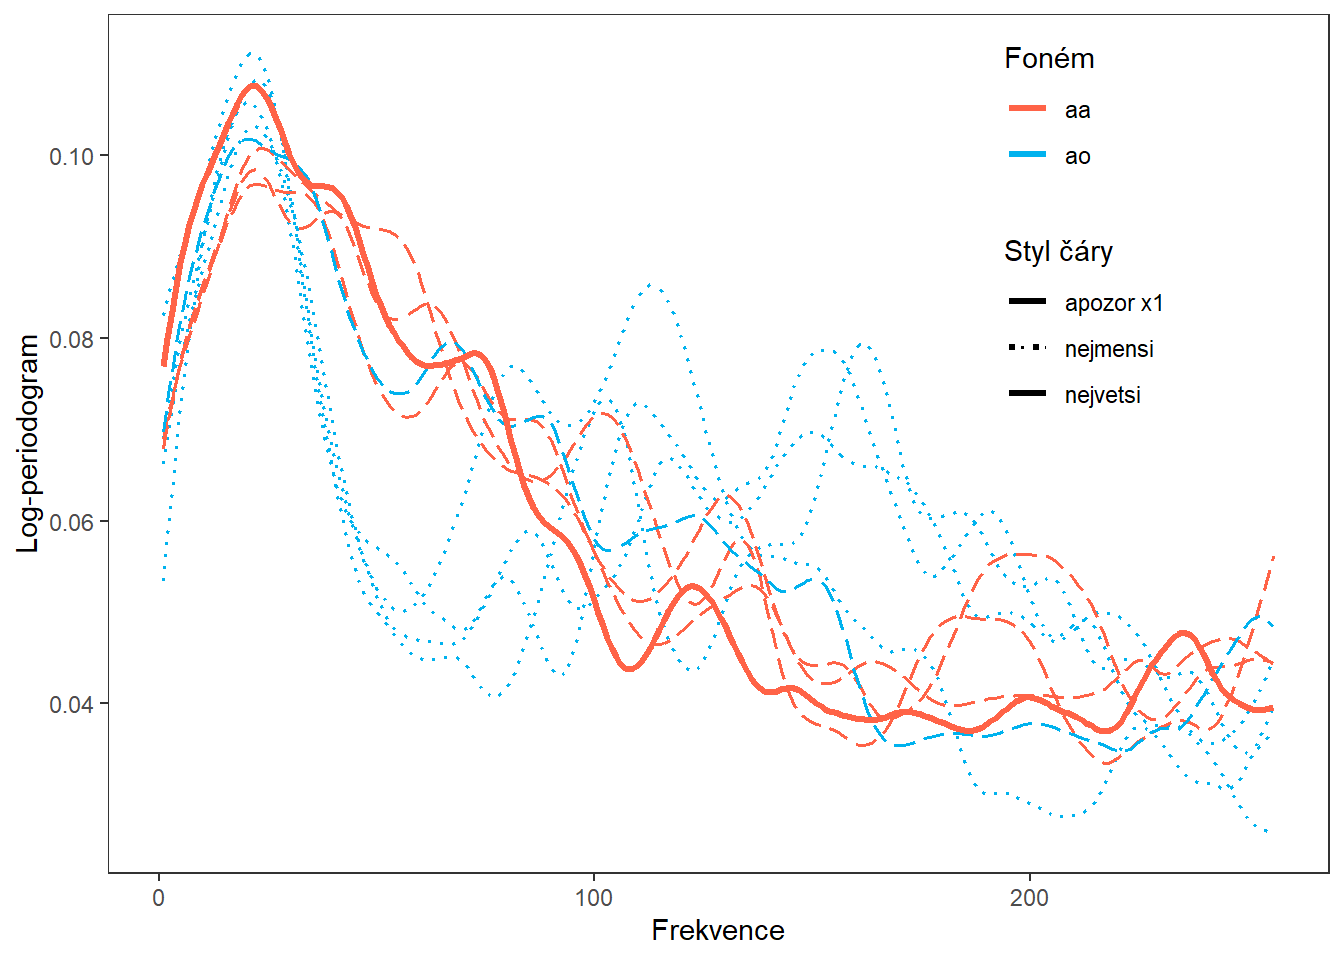 Foném
aa
ao
Styl čáry
apozor x1
nejmensi
nejvetsi
0.10
0.08
0.06
0.04
Log-periodogram
0
100
200
Frekvence